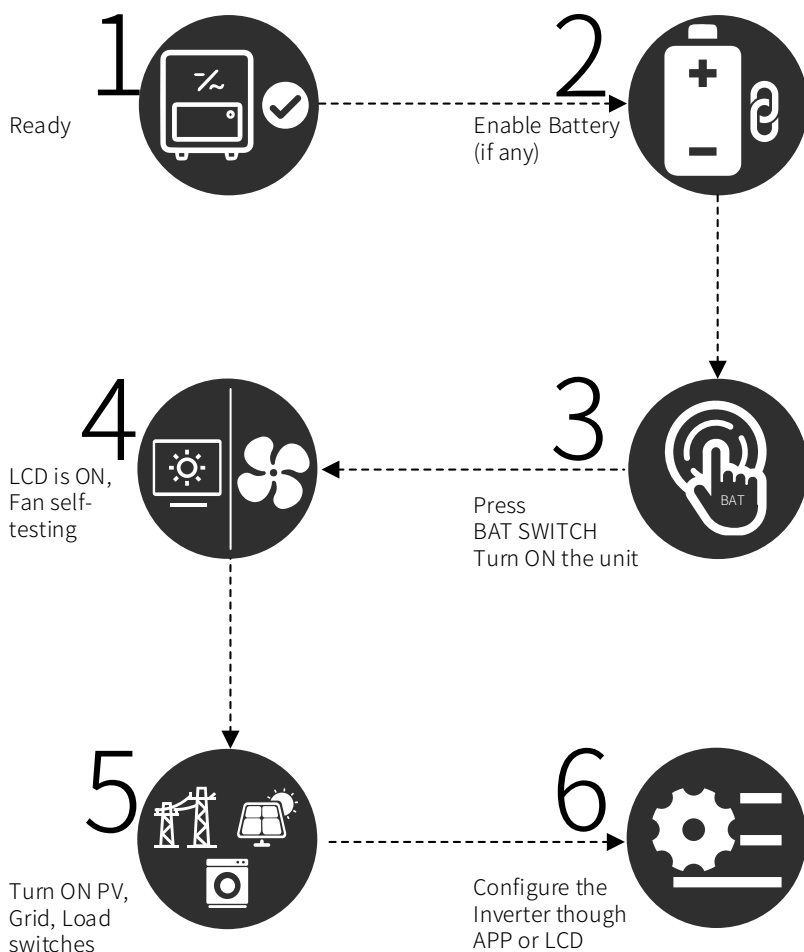 1
Ready
2
Enable Battery
(if any)
3
Press
BAT SWITCH
Turn ON the unit
BAT
4
LCD is ON,
Fan self-
testing
5
Turn ON PV,
Grid, Load
switches
6
Configure the
Inverter though
APP or LCD